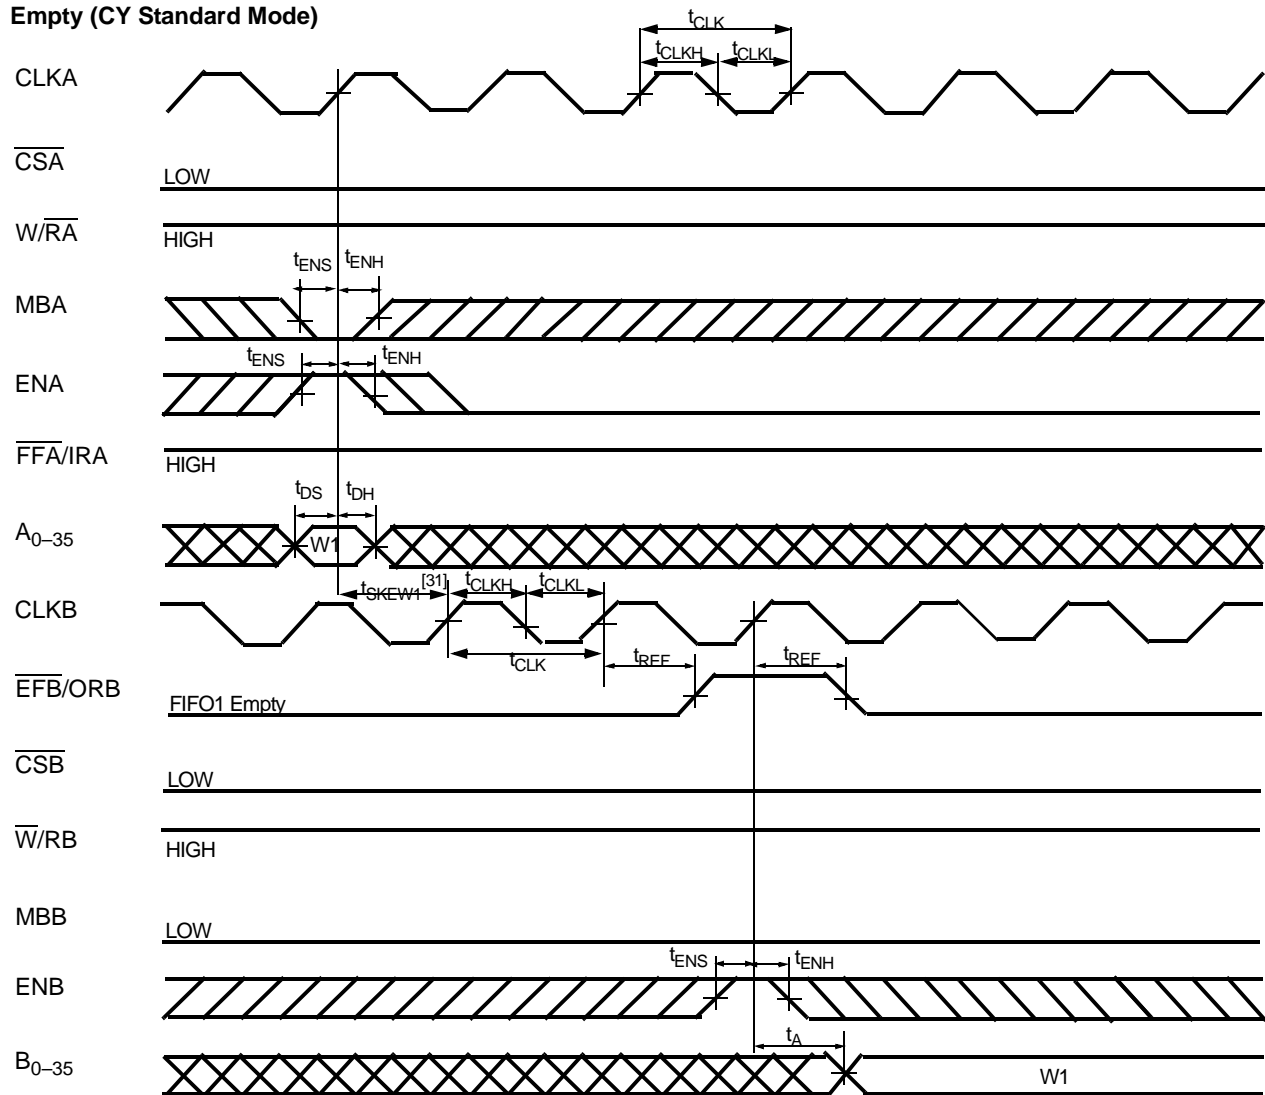 Empty (CY Standard Mode)
tCLK
tCLKH tCLKL
CLKA
CSA
LOW
W/RA
HIGH
tENS tENH
MBA
tENS tENH
ENA
FFA/IRA
HIGH
tDS tDH
A0–35
W1
tSKEW1[31] tCLKH tCLKL
CLKB
tCLK tREF tREF
EFB/ORB
FIFO1 Empty
CSB
LOW
W/RB
HIGH
MBB
LOW
tENS tENH
ENB
tA
B0–35
W1